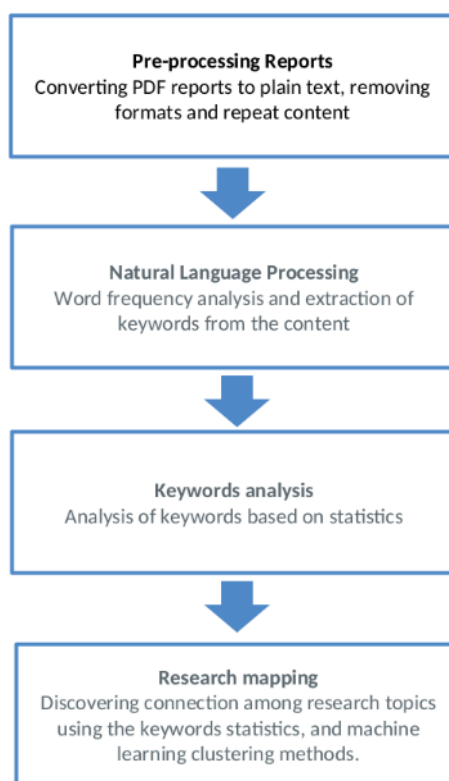 Pre-processing Reports
Converting PDF reports to plain text, removing
formats and repeat content
Natural Language Processing
Word frequency analysis and extraction of
keywords from the content
Keywords analysis
Analysis of keywords based on statistics
Research mapping
Discovering connection among research topics
using the keywords statistics, and machine
learning clustering methods.